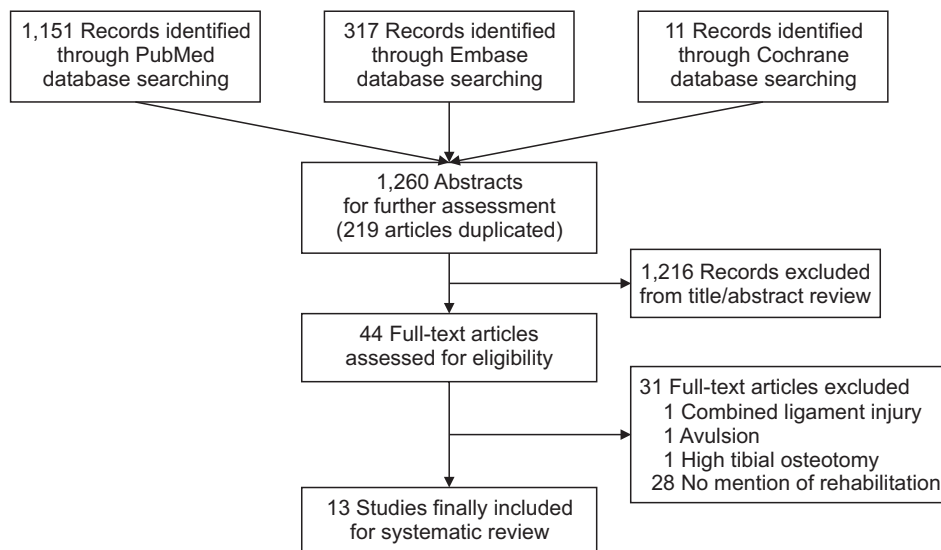 1,151 Records identified
through PubMed
database searching
317 Records identified
through Embase
database searching
11 Records identified
through Cochrane
database searching
1,260 Abstracts
for further assessment
(219 articles duplicated)
1,216 Records excluded
from title/abstract review
44 Full-text articles
assessed for eligibility
31 Full-text articles excluded
1 Combined ligament injury
1 Avulsion
1 High tibial osteotomy
28 No mention of rehabilitation
13 Studies finally included
for systematic review